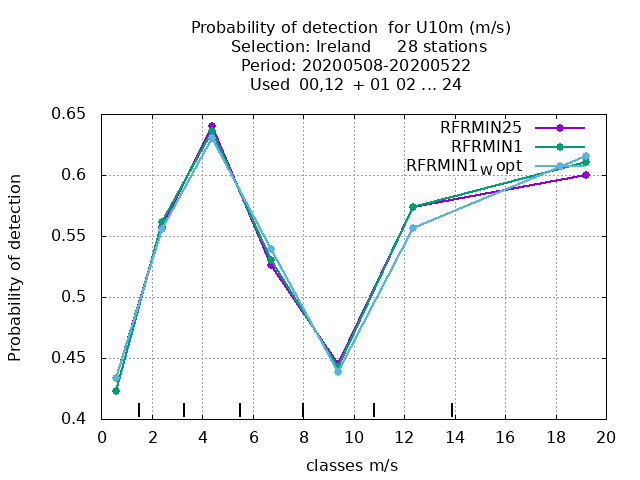 Probability of detection  for U10m (m/s)
Selection: Ireland     28 stations
Period: 20200508-20200522
Used  00,12  + 01 02 ... 24
0.65
0.6
0.55
0.5
0.45
0.4
Probability of detection
RFRMIN25
RFRMIN1
RFRMIN1W opt
0 2 4 6 8 10 12 14 16 18 20
classes m/s